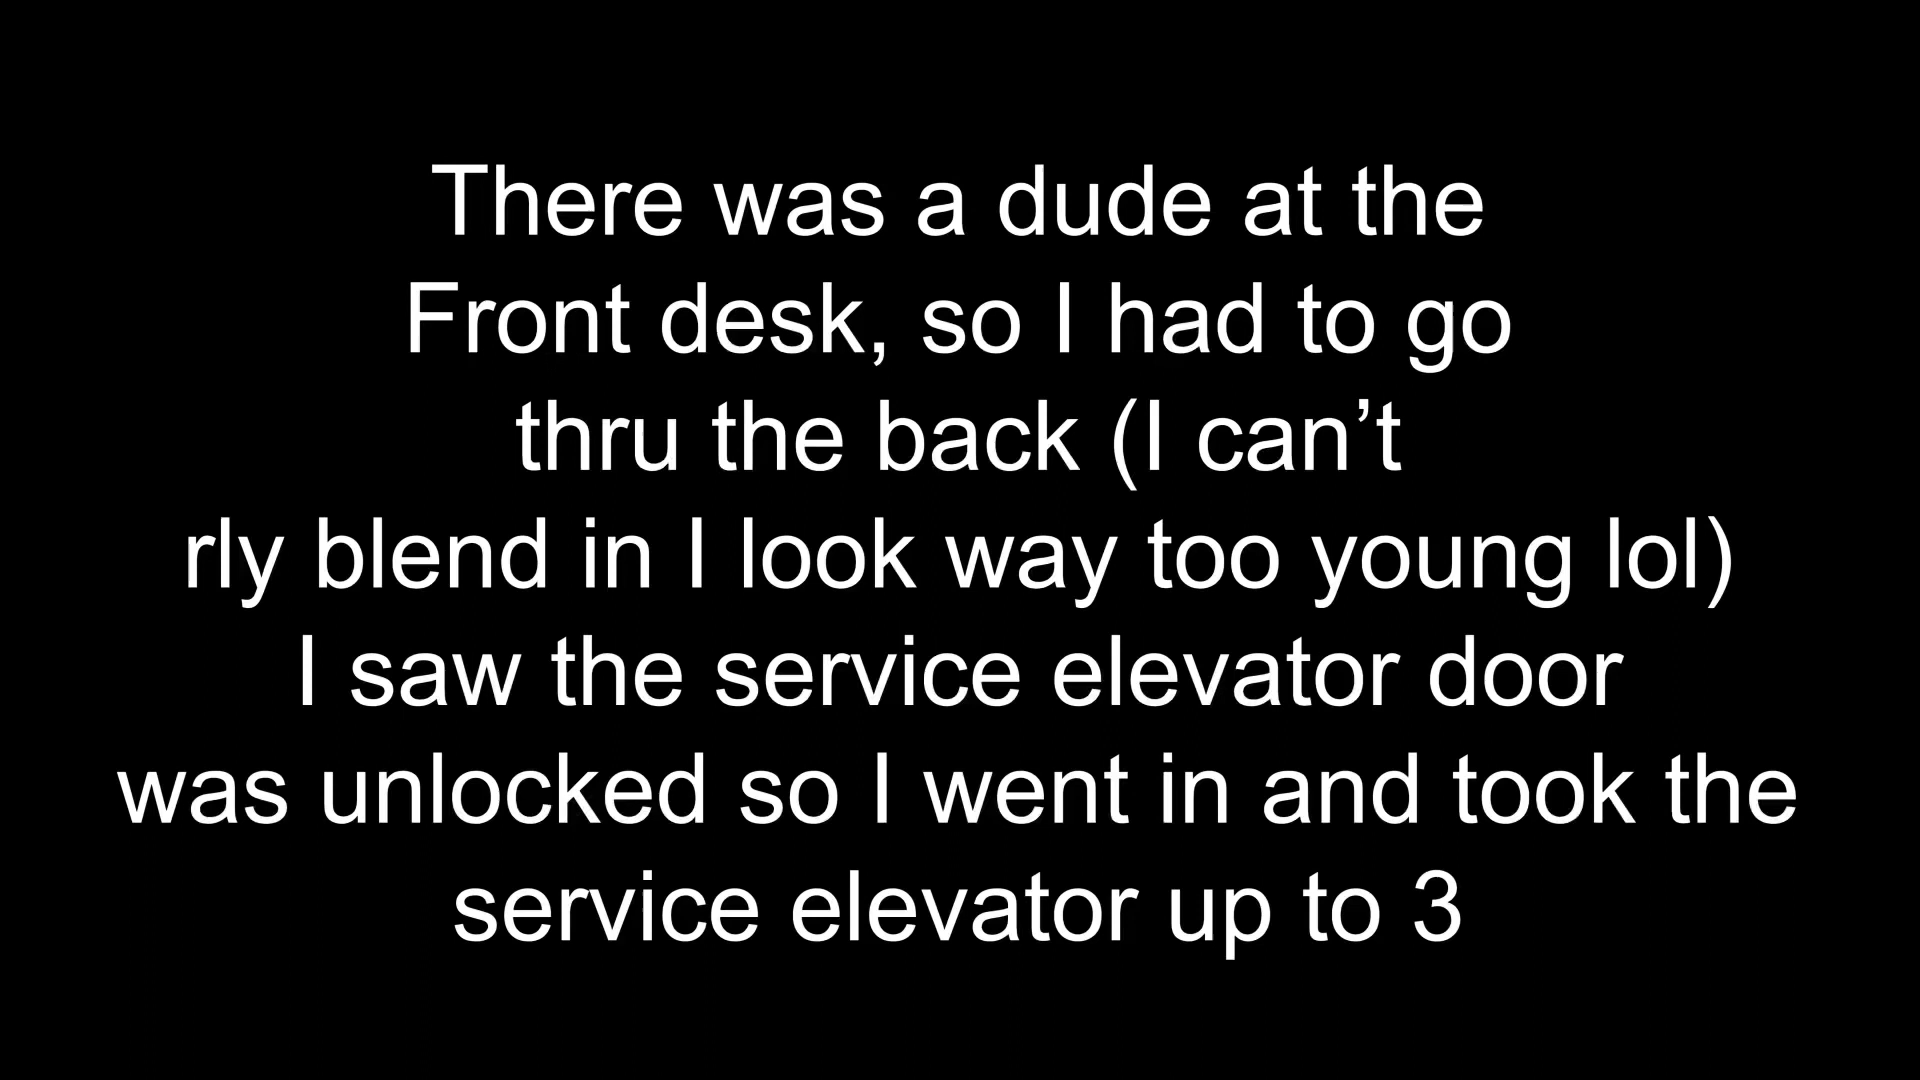 There was a dude at the
Front desk, so I had to go
thru the back (I can’t
rly blend in I look way too young lol)
I saw the service elevator door
was unlocked so I went in and took the
service elevator up to 3